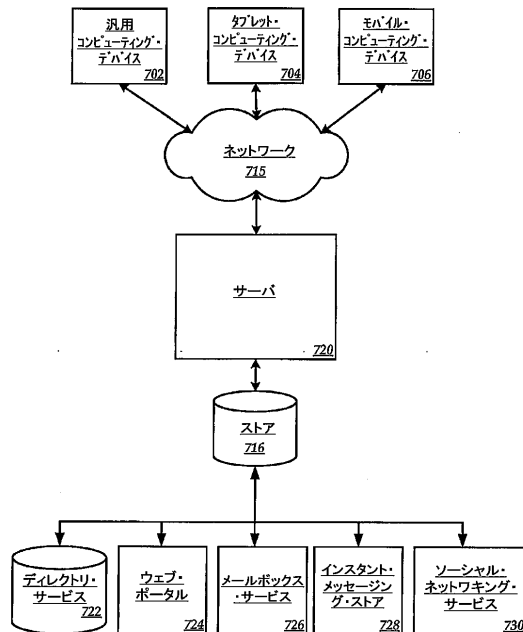 汎用
コンピューティング・
デバイス 702
タブレット・
コンピューティング・
デバイス 704
モバイル・
コンピューティング・
デバイス 706
ネットワーク
715
サーバ
720
ストア
716
ディレクトリ・
サービス
722
ウェブ・
ポータル
724
メールボックス
・サービス
726
インスタント・
メッセージン
グ・ストア
728
ソーシャル・
ネットワキング・
サービス
730